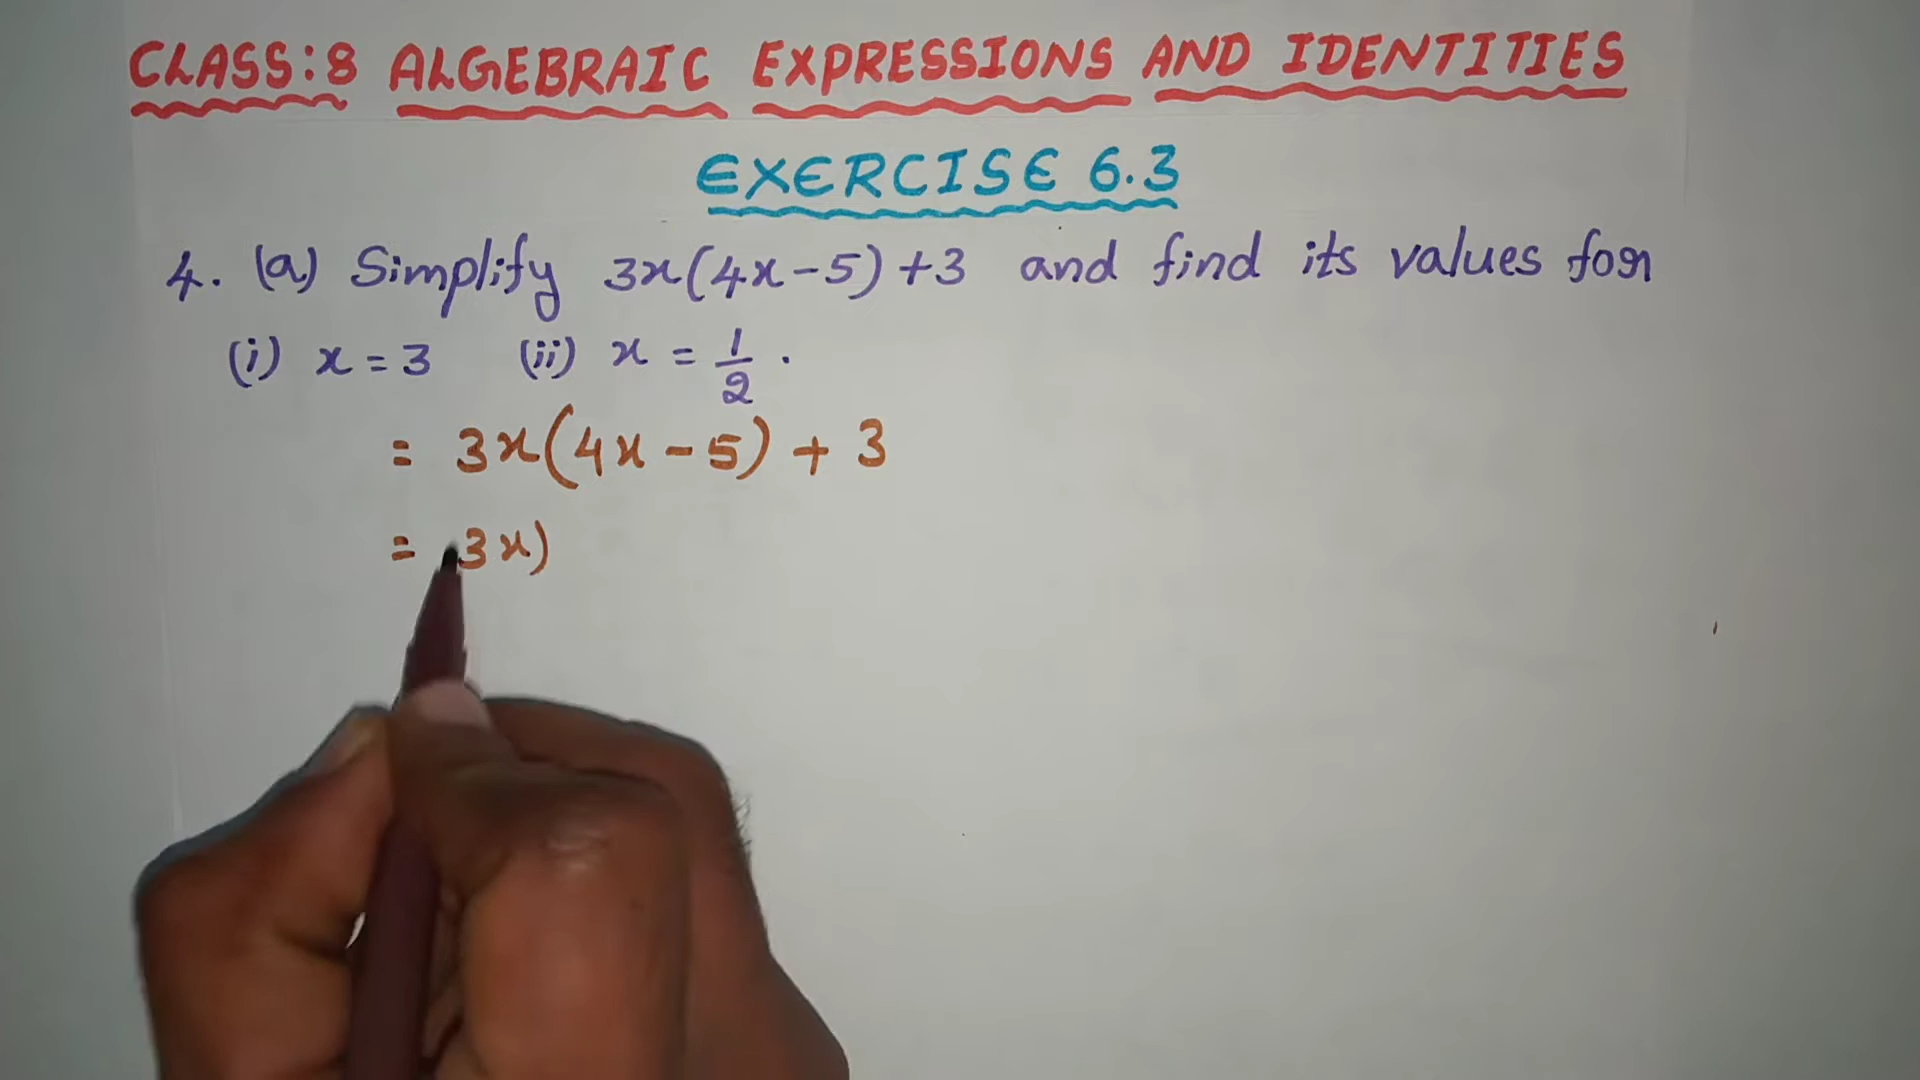 CLASS:8 ALGEBRAIC EXPRESSIONS AND IDENTITIES
EXERCISE 6.3
4. (a) Simplify 3x(4x-5)+3 and find its values for
(i) x=3 (ii) x = 1/2 .
= 3x(4x-5) + 3
= 3x)